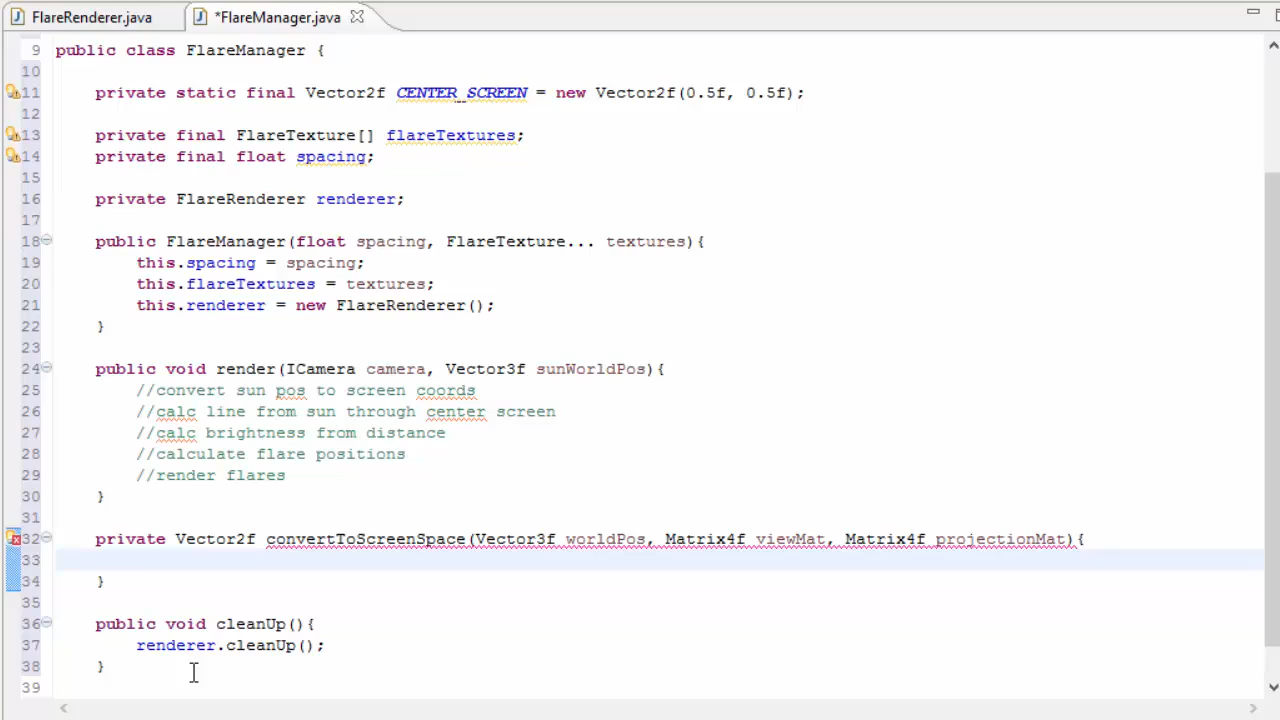 FlareRenderer.java *FlareManager.java
9 public class FlareManager {
10
11 private static final Vector2f CENTER_SCREEN = new Vector2f(0.5f, 0.5f);
12
13 private final FlareTexture[] flareTextures;
14 private final float spacing;
15
16 private FlareRenderer renderer;
17
18 public FlareManager(float spacing, FlareTexture... textures){
19 this.spacing = spacing;
20 this.flareTextures = textures;
21 this.renderer = new FlareRenderer();
22 }
23
24 public void render(ICamera camera, Vector3f sunWorldPos){
25 //convert sun pos to screen coords
26 //calc line from sun through center screen
27 //calc brightness from distance
28 //calculate flare positions
29 //render flares
30 }
31
32 private Vector2f convertToScreenSpace(Vector3f worldPos, Matrix4f viewMat, Matrix4f projectionMat){
33
34 }
35
36 public void cleanUp(){
37 renderer.cleanUp();
38 }
39